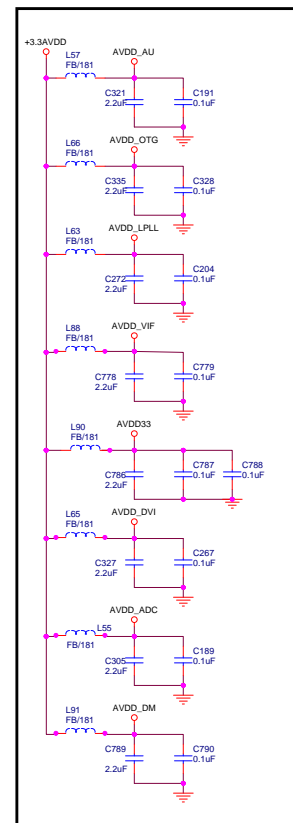 +3.3AVDD
L57
FB/181
AVDD_AU
C321
2.2uF
C191
0.1uF
L66
FB/181
AVDD_OTG
C335
2.2uF
C328
0.1uF
L63
FB/181
AVDD_LPLL
C272
2.2uF
C204
0.1uF
L88
FB/181
AVDD_VIF
C778
2.2uF
C779
0.1uF
L90
FB/181
AVDD33
C786
2.2uF
C787
0.1uF
C788
0.1uF
L65
FB/181
AVDD_DVI
C327
2.2uF
C267
0.1uF
L55
FB/181
AVDD_ADC
C305
2.2uF
C189
0.1uF
L91
FB/181
AVDD_DM
C789
2.2uF
C790
0.1uF